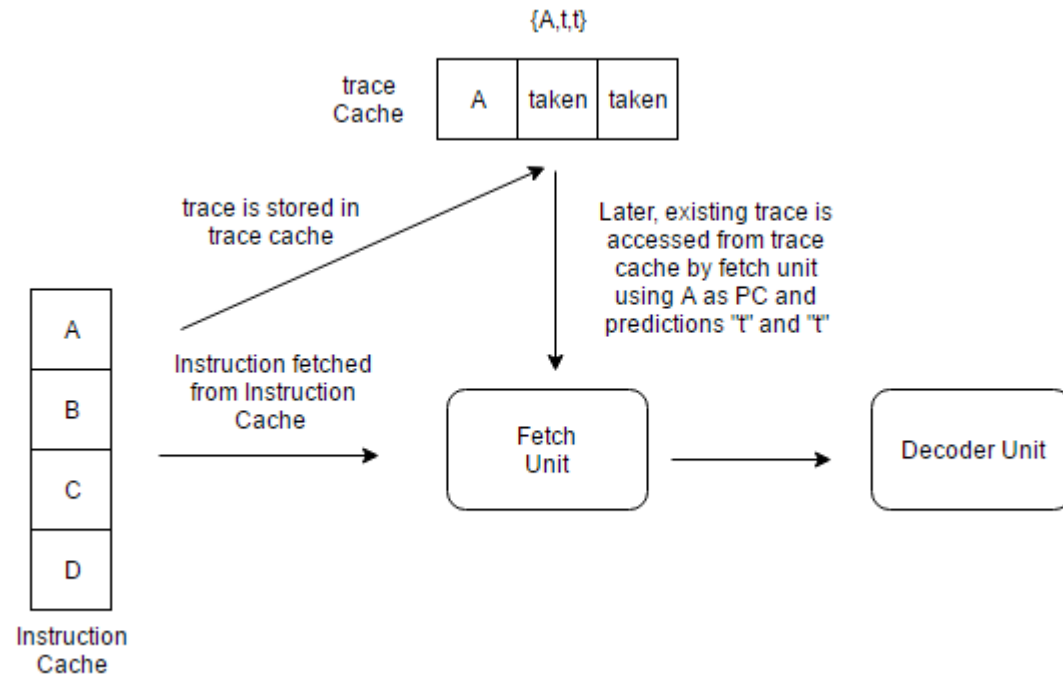 {A,t,t}
trace
Cache
A
taken
taken
trace is stored in
trace cache
Later, existing trace is
accessed from trace
cache by fetch unit
using A as PC and
predictions "t" and "t"
A
B
C
D
Instruction
Cache
Instruction fetched
from Instruction
Cache
Fetch
Unit
Decoder Unit